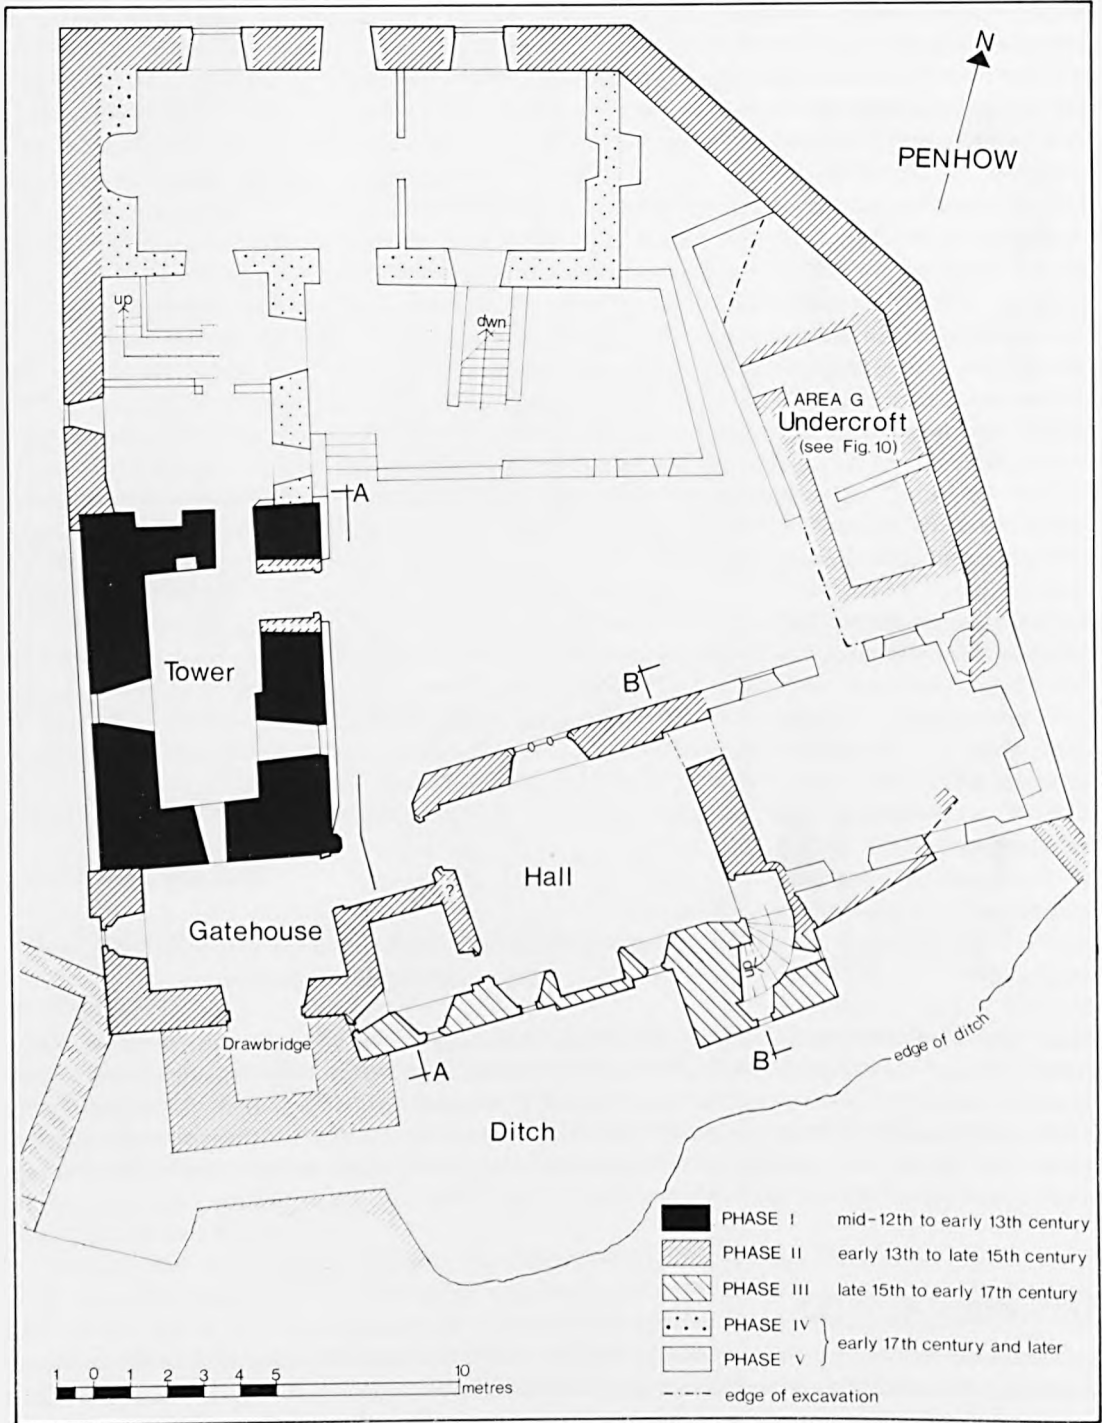 N
PENHOW
up
dwn
AREA G
Undercroft
(see Fig. 10)
A
Tower
B
Hall
?
Gatehouse
dn
Drawbridge
A
B
edge of ditch
Ditch
PHASE I mid-12th to early 13th century
PHASE II early 13th to late 15th century
PHASE III late 15th to early 17th century
PHASE IV
early 17th century and later
PHASE V
edge of excavation
1 0 1 2 3 4 5 10
metres